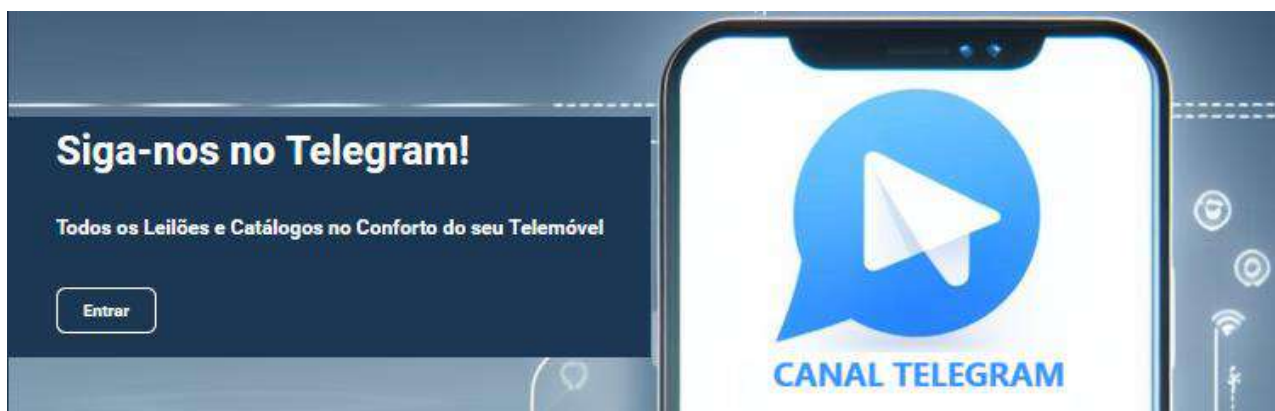 Siga-nos no Telegram!
Todos os Leilões e Catálogos no Conforto do seu Telemóvel
Entrar
CANAL TELEGRAM